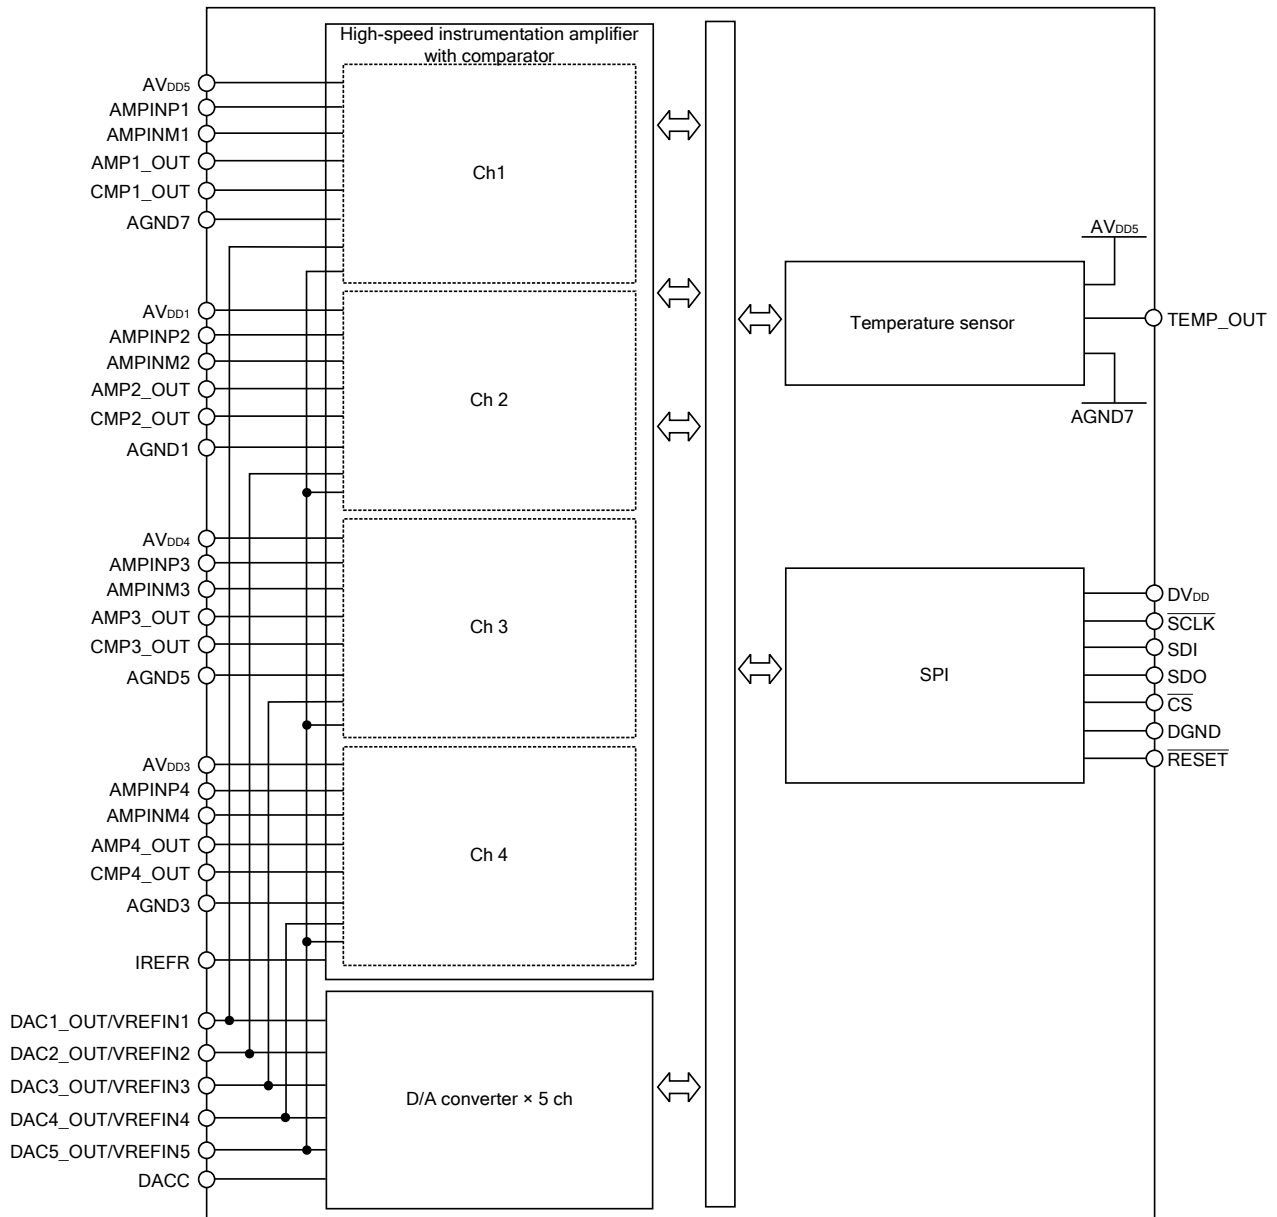 High-speed instrumentation amplifier
with comparator
AVDD5
AMPINP1
AMPINM1
AMP1_OUT
CMP1_OUT
AGND7
Ch1
AVDD1
AMPINP2
AMPINM2
AMP2_OUT
CMP2_OUT
AGND1
Ch 2
AVDD4
AMPINP3
AMPINM3
AMP3_OUT
CMP3_OUT
AGND5
Ch 3
AVDD3
AMPINP4
AMPINM4
AMP4_OUT
CMP4_OUT
AGND3
Ch 4
IREFR
DAC1_OUT/VREFIN1
DAC2_OUT/VREFIN2
DAC3_OUT/VREFIN3
DAC4_OUT/VREFIN4
DAC5_OUT/VREFIN5
DACC
D/A converter × 5 ch
Temperature sensor
AVDD5
TEMP_OUT
AGND7
SPI
DVDD
SCLK
SDI
SDO
CS
DGND
RESET